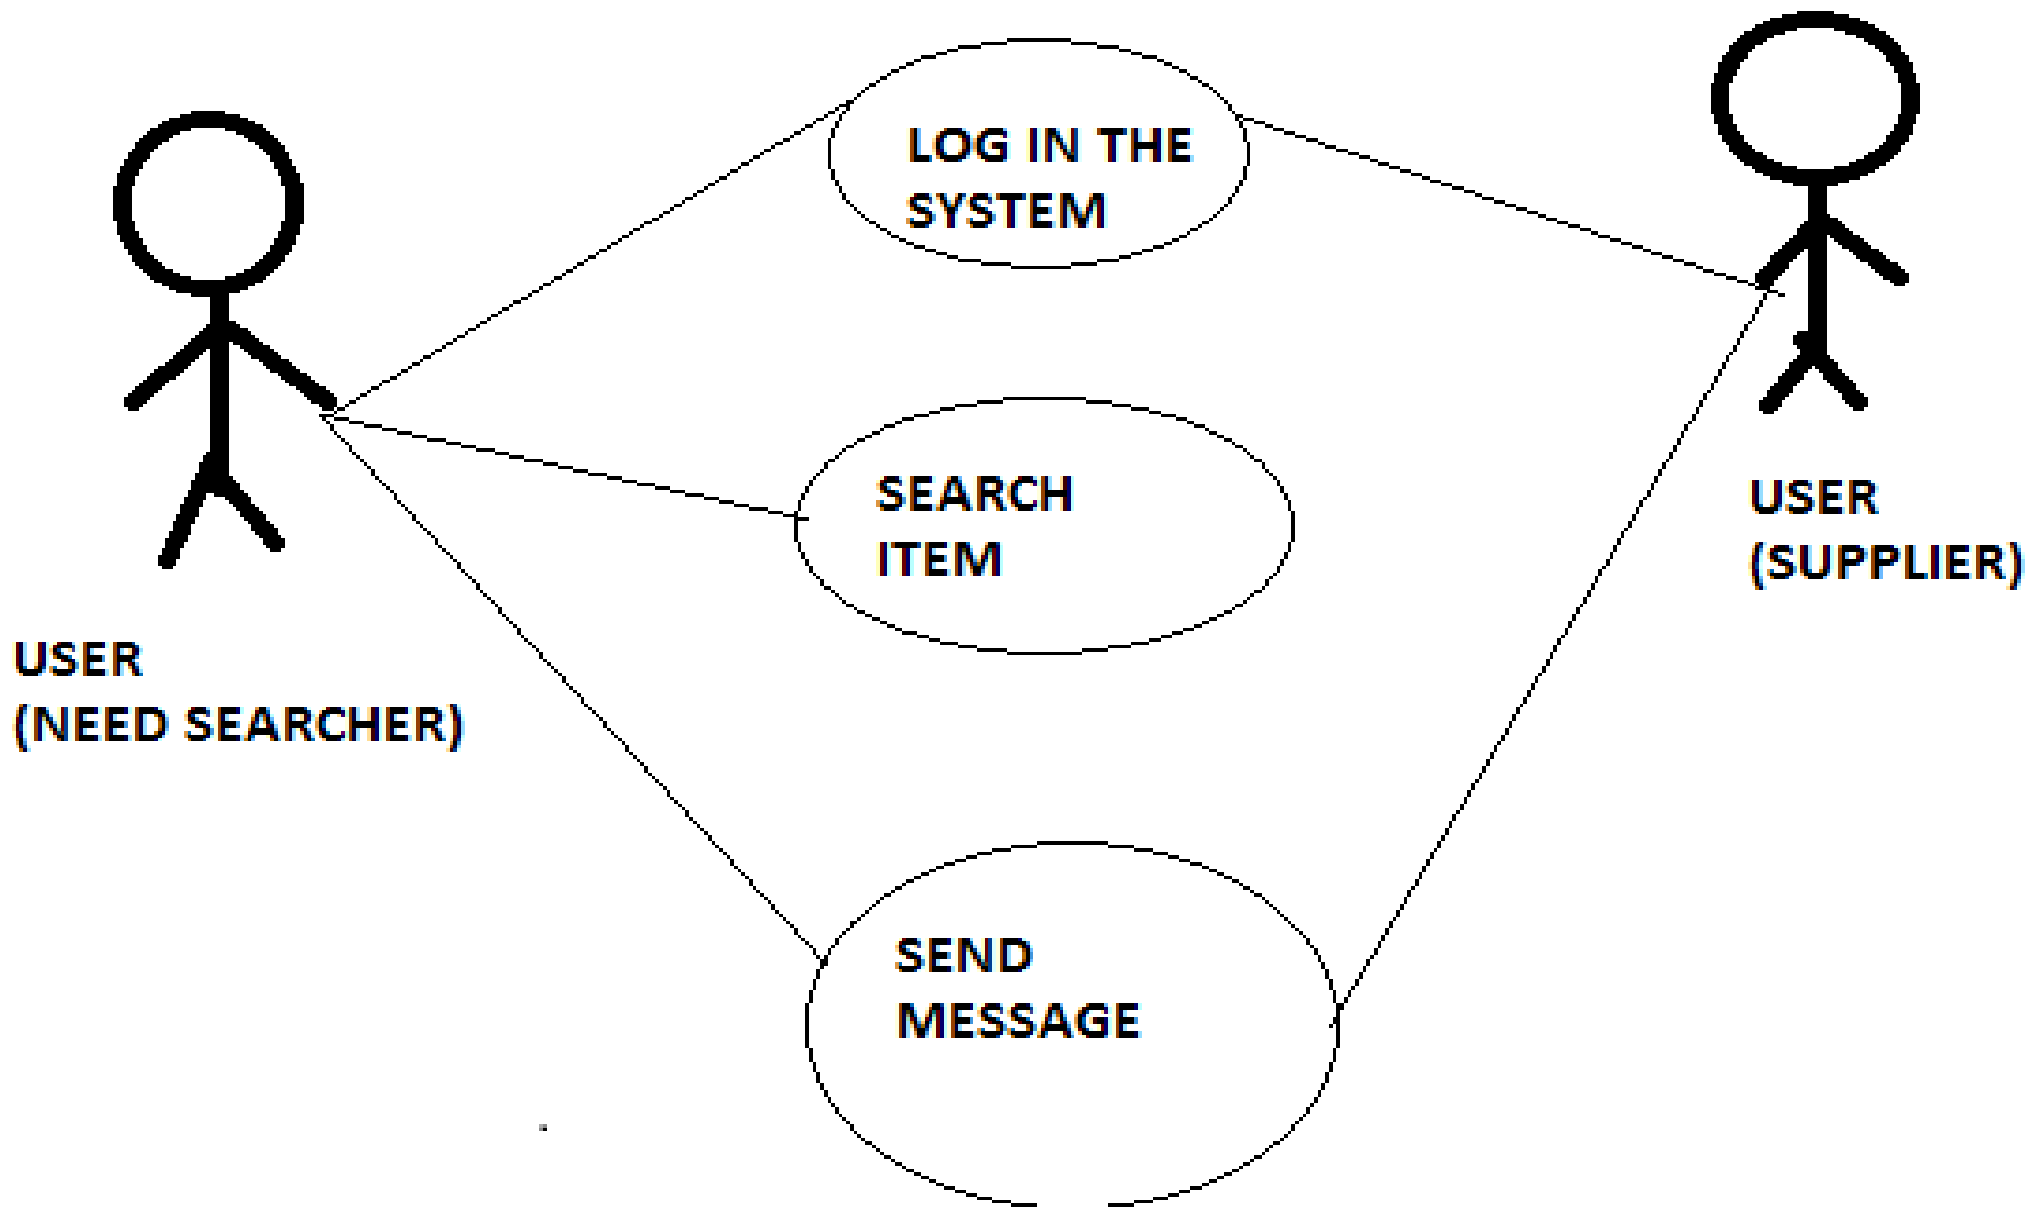 LOG IN THE
SYSTEM
SEARCH
ITEM
USER
(SUPPLIER)
USER
(NEED SEARCHER)
SEND
MESSAGE